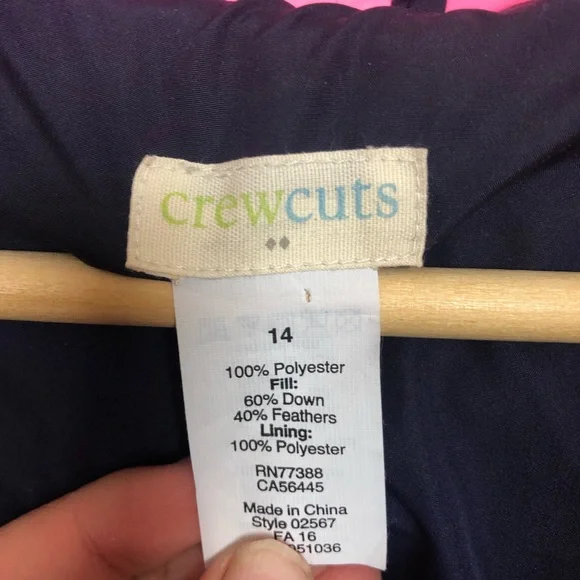 crewcuts
14
100% Polyester
Fill:
60% Down
40% Feathers
Lining:
100% Polyester
RN77388
CA56445
Made in China
Style 02567
FA 16
051036